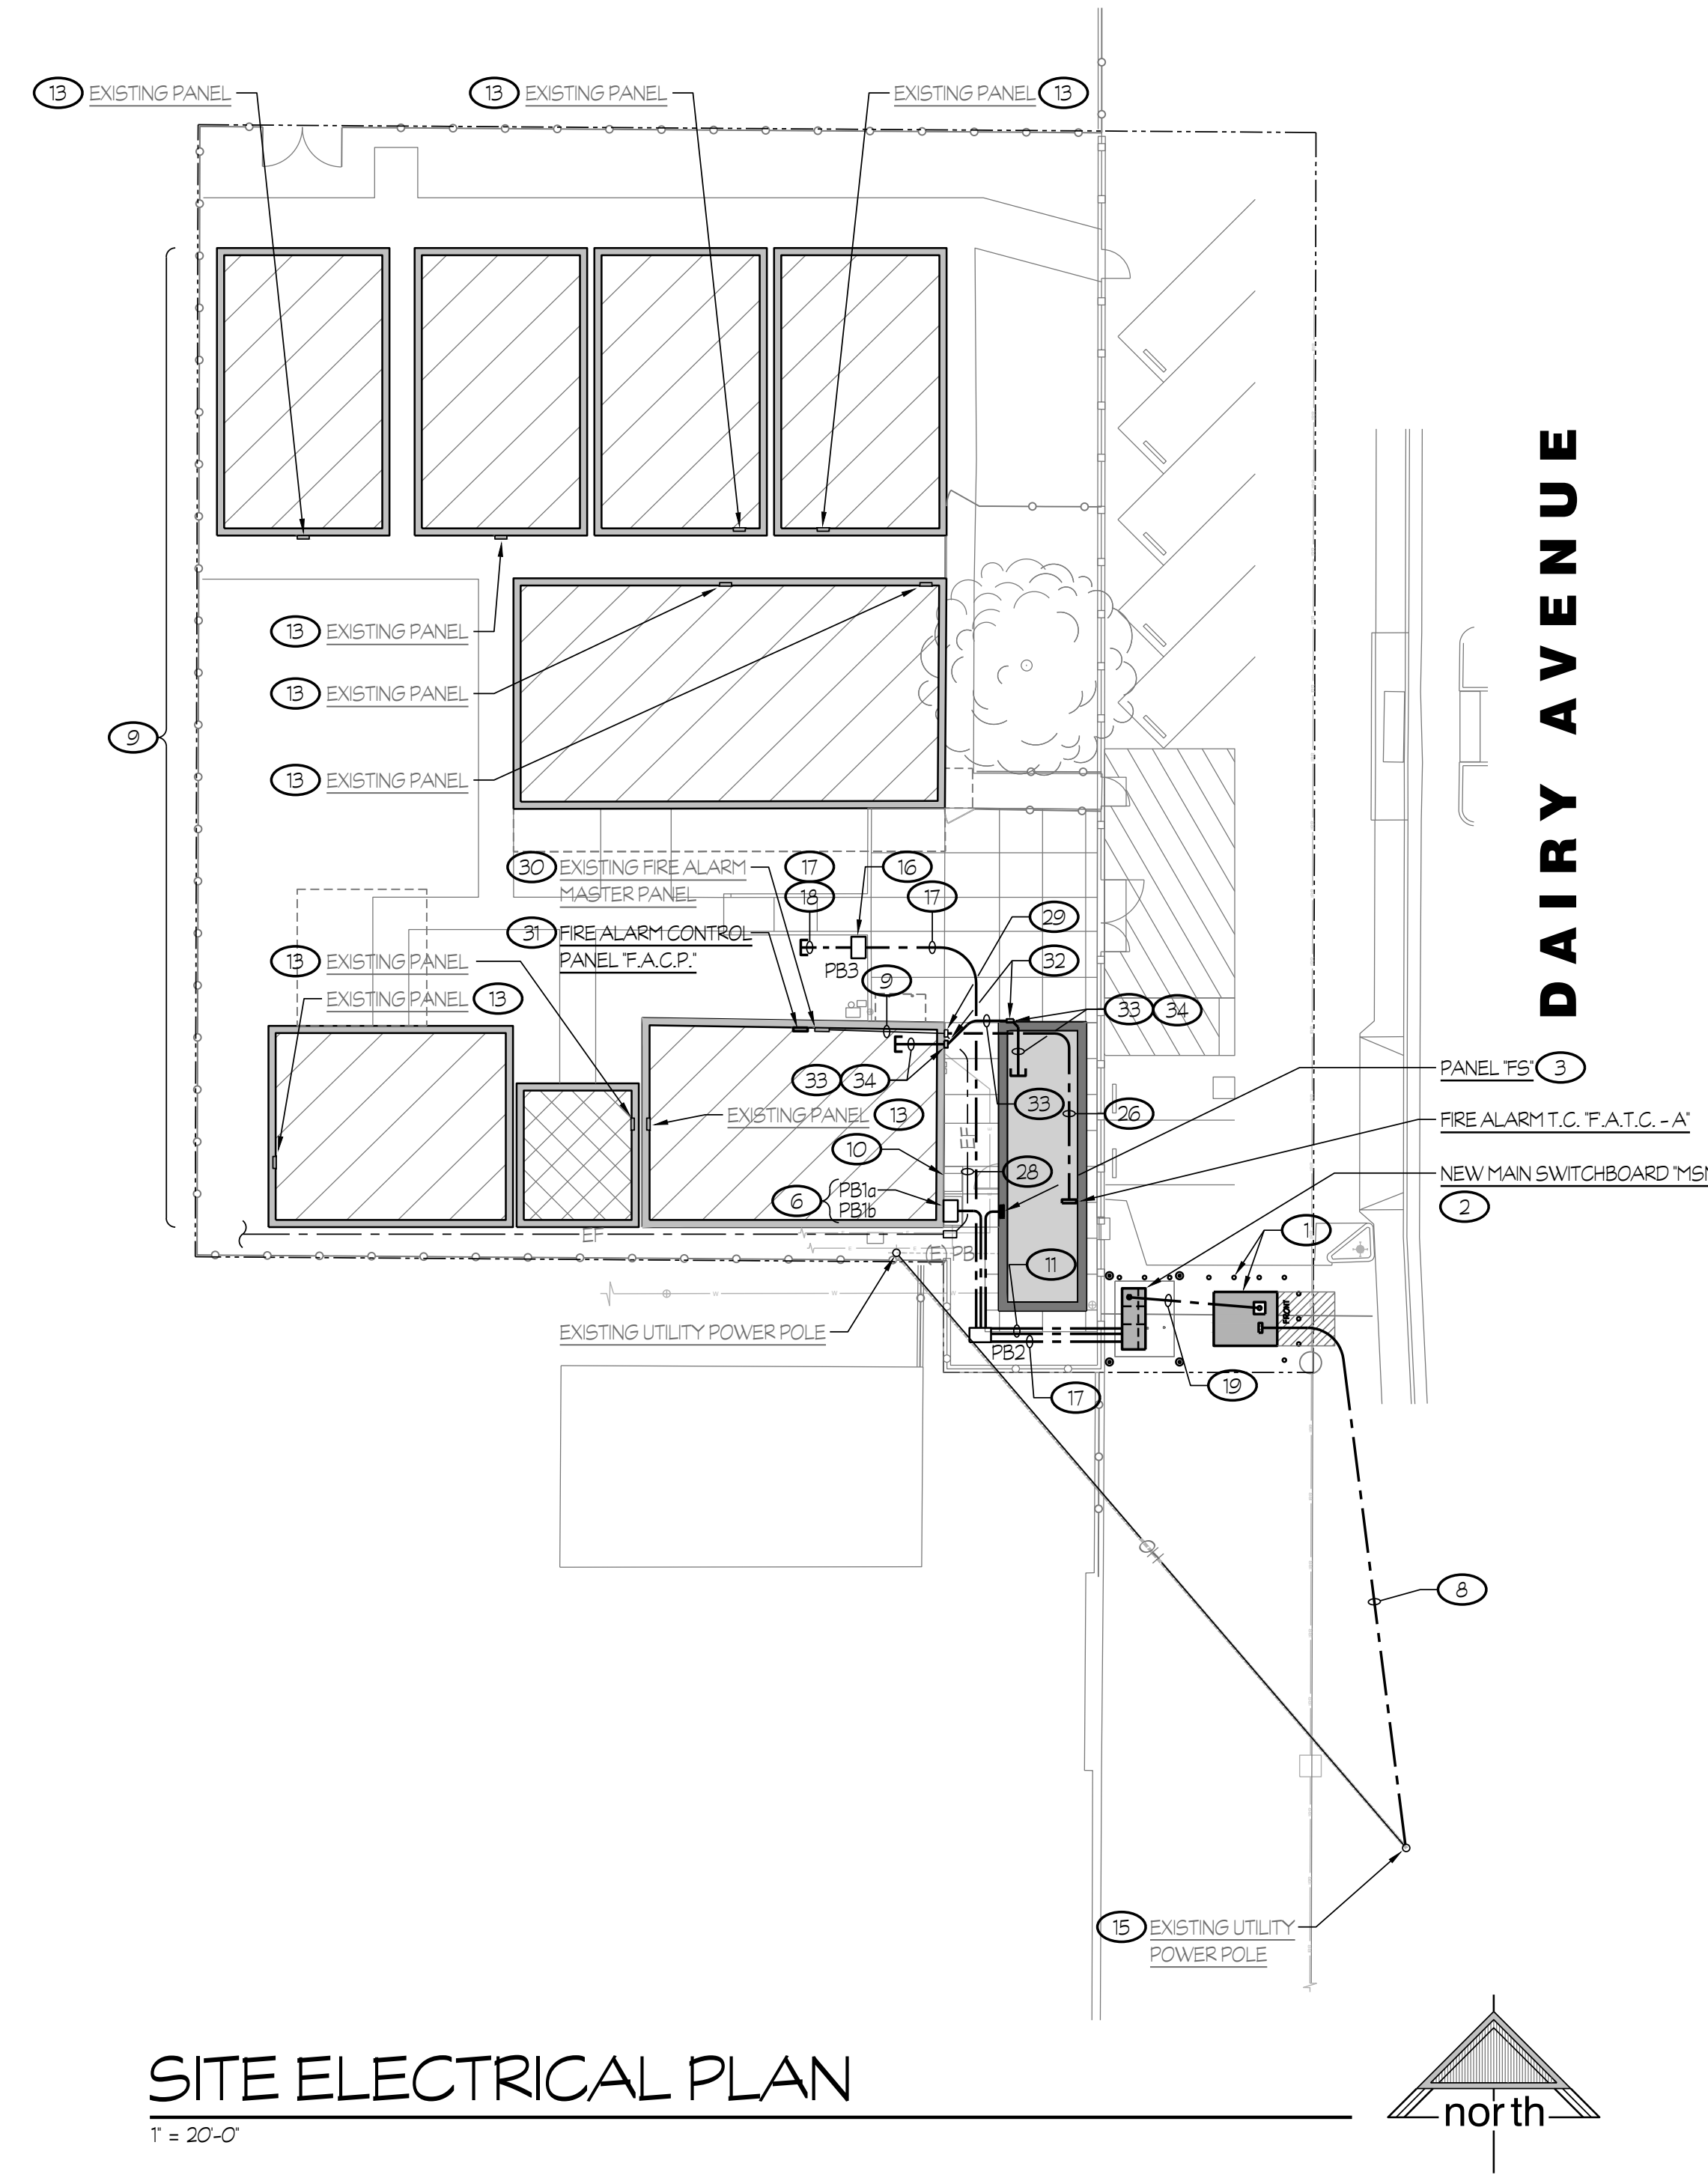 13 EXISTING PANEL
13 EXISTING PANEL
EXISTING PANEL 13
DAIRY AVENUE
13 EXISTING PANEL
13 EXISTING PANEL
9
13 EXISTING PANEL
30 EXISTING FIRE ALARM
MASTER PANEL
17
18
16
17
29
31 FIRE ALARM CONTROL
PANEL "F.A.C.P."
13 EXISTING PANEL
PB3
32
9
EXISTING PANEL 13
33 34
PANEL "FS" 3
33 34
33
26
EXISTING PANEL 13
FIRE ALARM T.C. "F.A.T.C. - A"
EF
10
28
NEW MAIN SWITCHBOARD
2
6 PB1a
PB1b
1
EF
(E) PB
11
FRONT
W
W
W
EXISTING UTILITY POWER POLE
PB2
19
17
OH
8
15 EXISTING UTILITY
POWER POLE
SITE ELECTRICAL PLAN
1" = 20'-0"
north